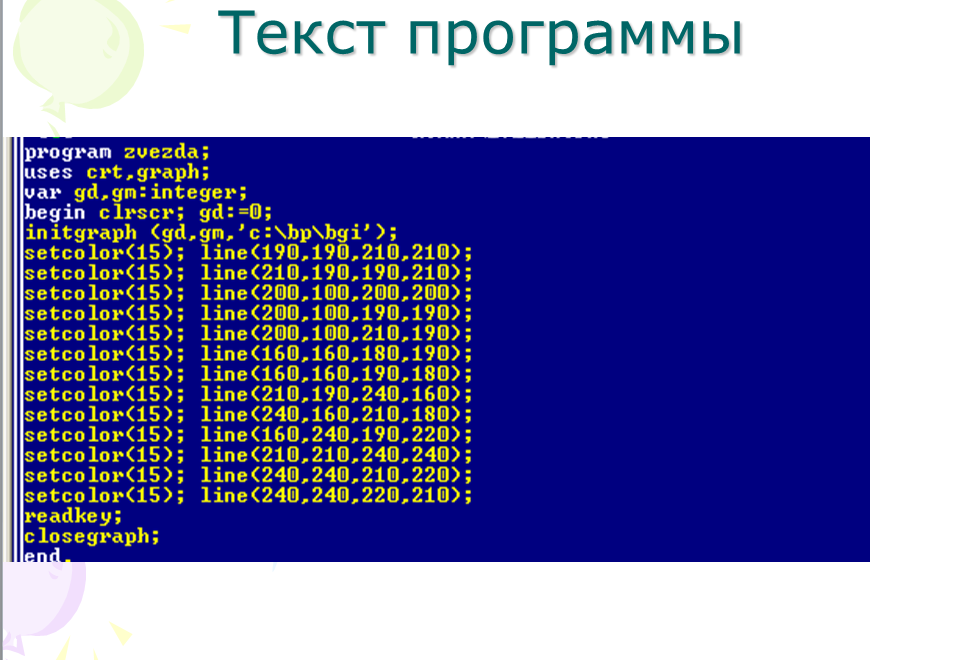 Текст программы
program zvezda;
uses crt,graph;
var gd,gm:integer;
begin clrscr; gd:=0;
initgraph (gd,gm,'c:\bp\bgi');
setcolor(15); line(190,190,210,210);
setcolor(15); line(210,190,190,210);
setcolor(15); line(200,100,200,200);
setcolor(15); line(200,100,190,190);
setcolor(15); line(200,100,210,190);
setcolor(15); line(160,160,180,190);
setcolor(15); line(160,160,190,180);
setcolor(15); line(210,190,240,160);
setcolor(15); line(240,160,210,180);
setcolor(15); line(160,240,190,220);
setcolor(15); line(210,210,240,240);
setcolor(15); line(240,240,210,220);
setcolor(15); line(240,240,220,210);
readkey;
closegraph;
end.